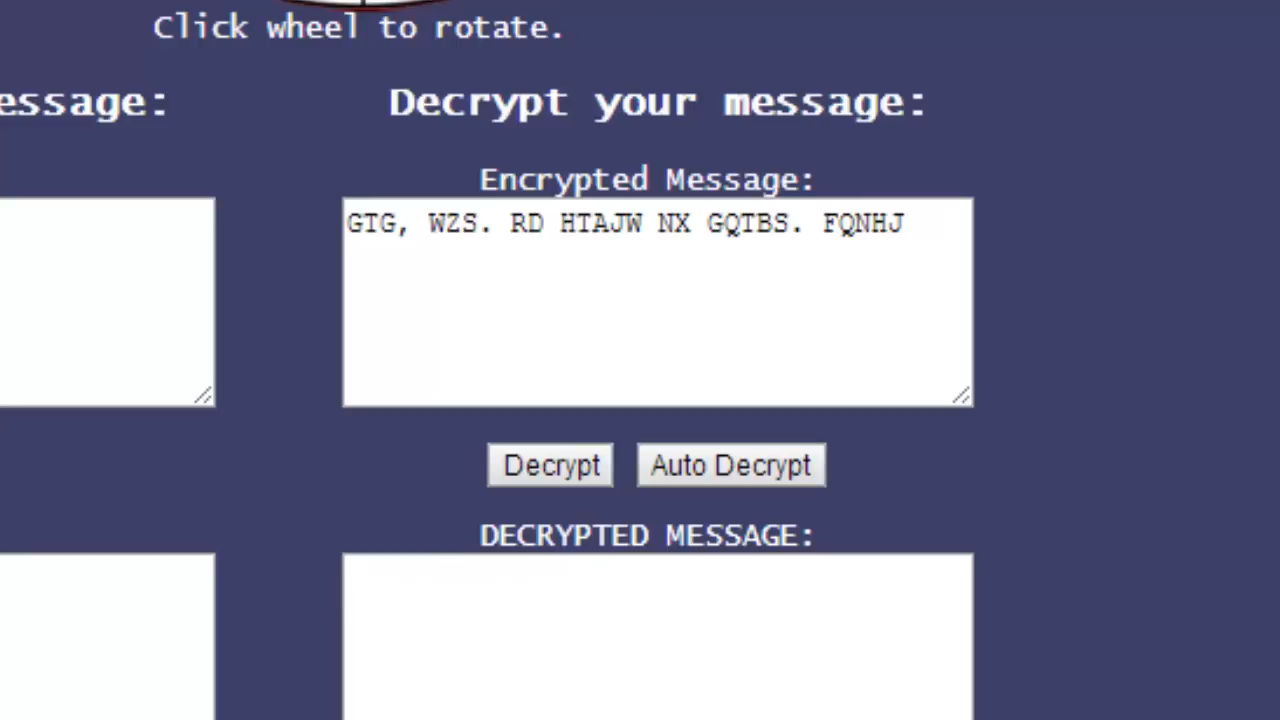 Click wheel to rotate.
essage:
Decrypt your message:
Encrypted Message:
GTG, WZS. RD HTAJW NX GQTBS. FQNHJ
Decrypt
Auto Decrypt
DECRYPTED MESSAGE: